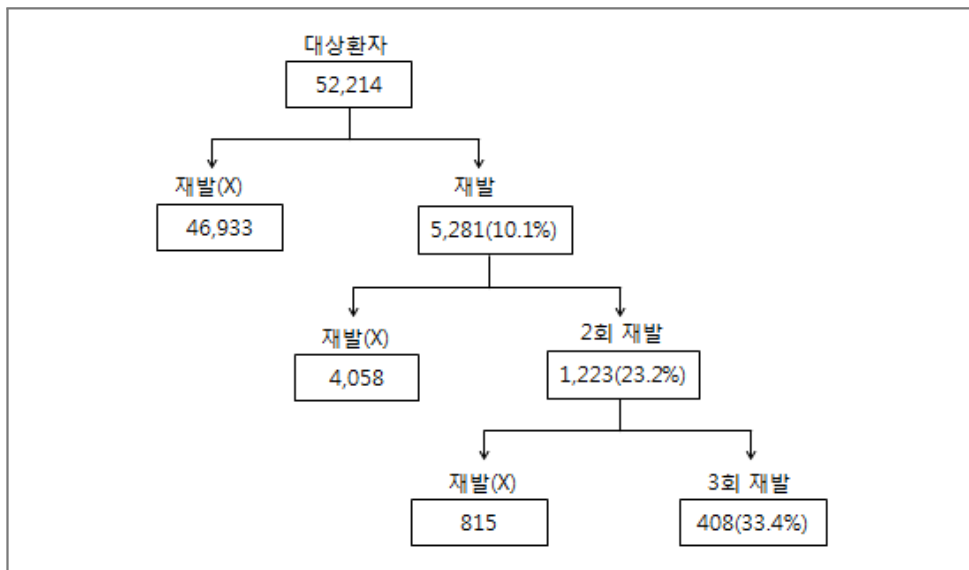 대상환자
52,214
재발(X)
재발
46,933
5,281(10.1%)
재발(X)
2회 재발
4,058
1,223(23.2%)
재발(X)
3회 재발
815
408(33.4%)